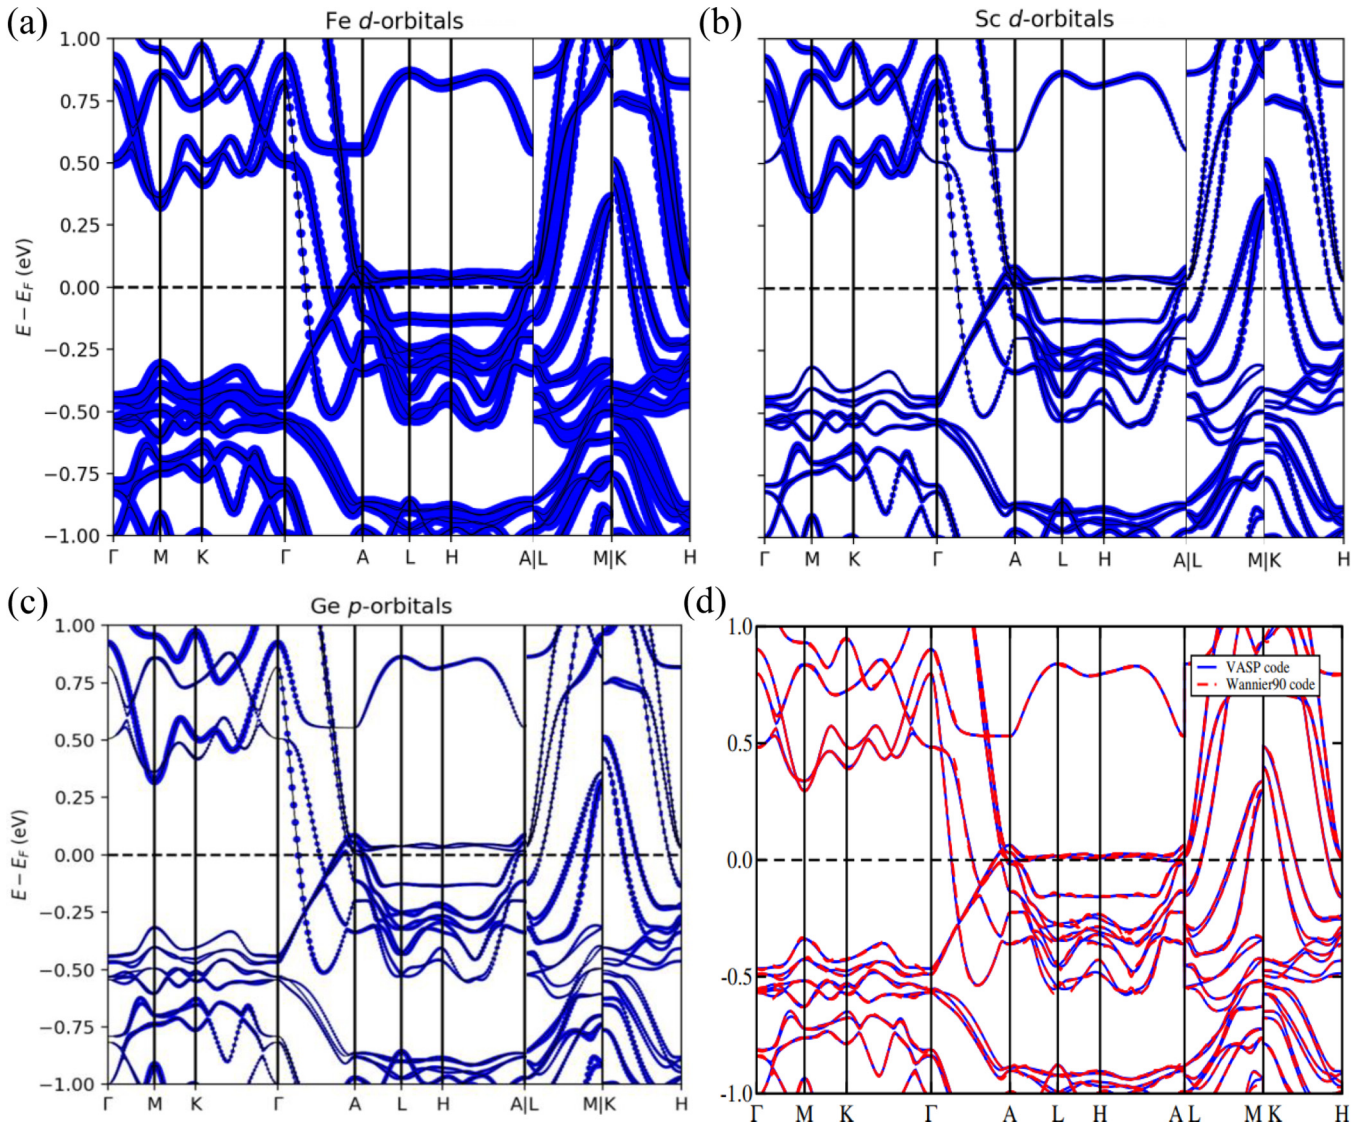 (a)
Fe d-orbitals
1.00
0.75
0.50
0.25
0.00
−0.25
−0.50
−0.75
−1.00
E − E_F (eV)
Γ M K Γ A L H A|L M|K H
(b)
Sc d-orbitals
Γ M K Γ A L H A|L M|K H
(c)
Ge p-orbitals
1.00
0.75
0.50
0.25
0.00
−0.25
−0.50
−0.75
−1.00
E − E_F (eV)
Γ M K Γ A L H A|L M|K H
(d)
1.0
0.5
0.0
-0.5
-1.0
VASP code
Wannier90 code
Γ M K Γ A L H A L M K H